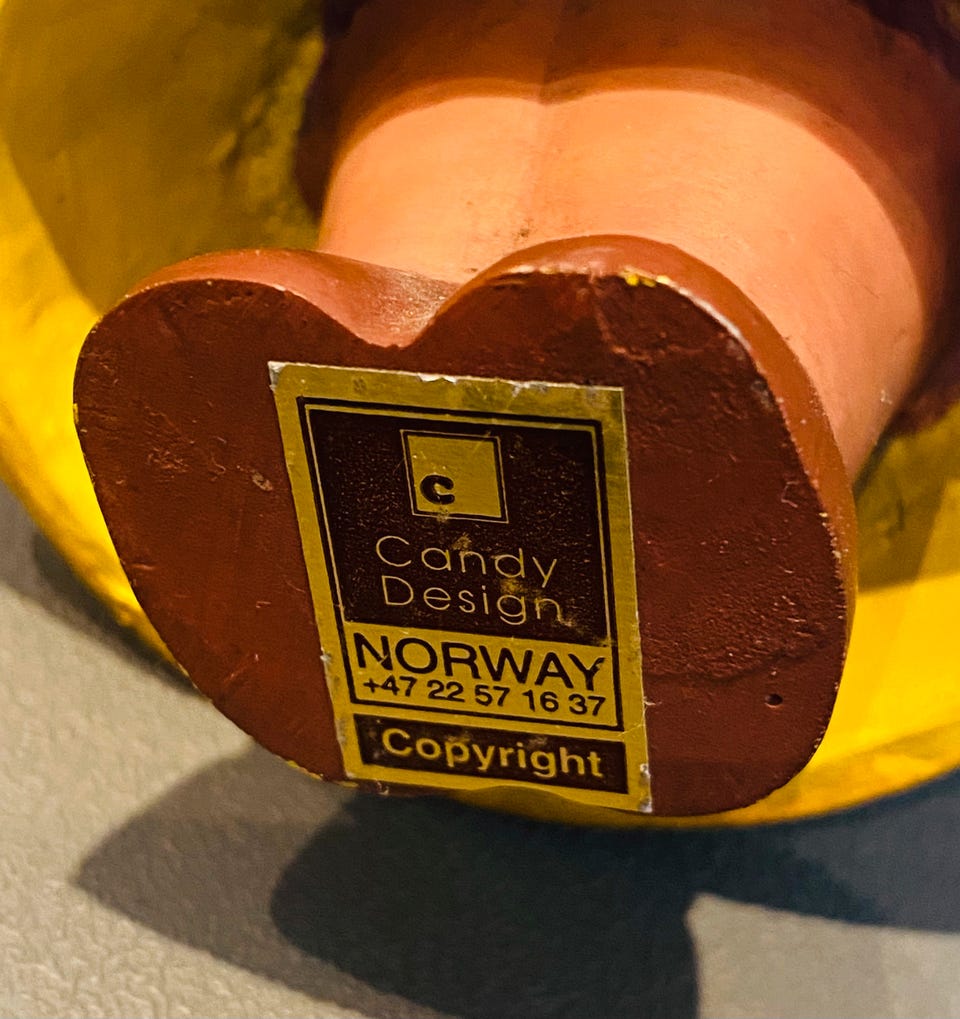 c
Candy
Design
NORWAY
+47 22 57 16 37
Copyright